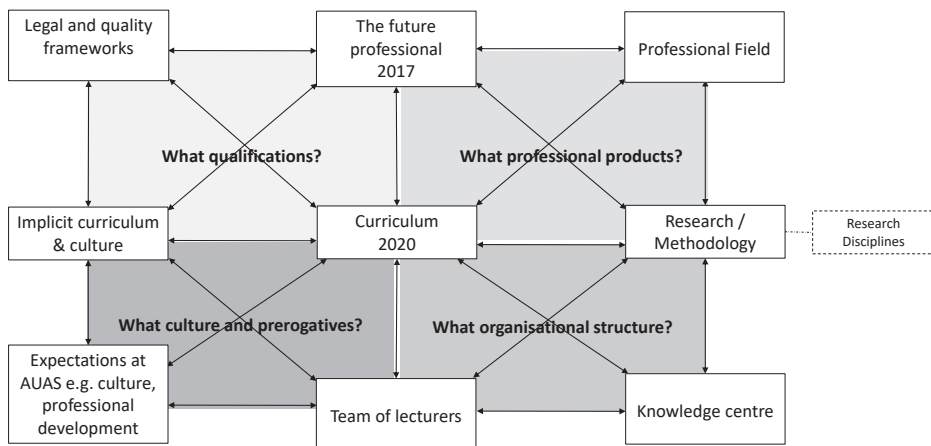 Legal and quality
frameworks
The future
professional
2017
Professional Field
What qualifications?
What professional products?
Implicit curriculum
& culture
Curriculum
2020
Research /
Methodology
Research
Disciplines
What culture and prerogatives?
What organisational structure?
Expectations at
AUAS e.g. culture,
professional
development
Team of lecturers
Knowledge centre